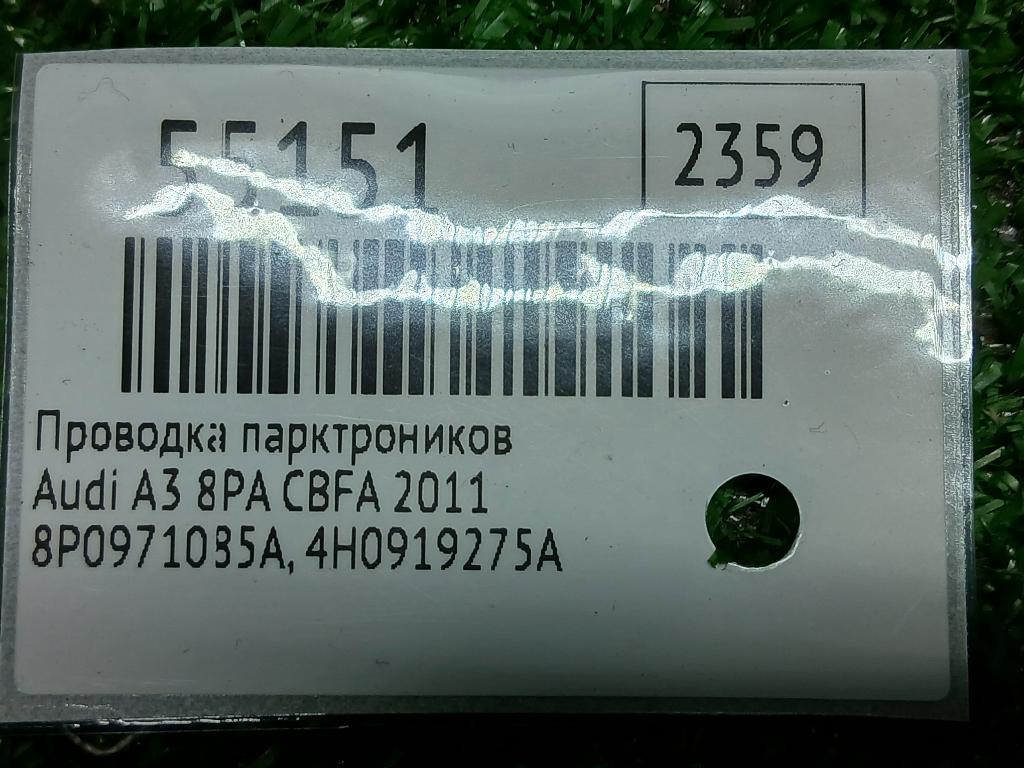 55151
2359
Проводка парктроников
Audi A3 8PA CBFA 2011
8P0971085A, 4H0919275A